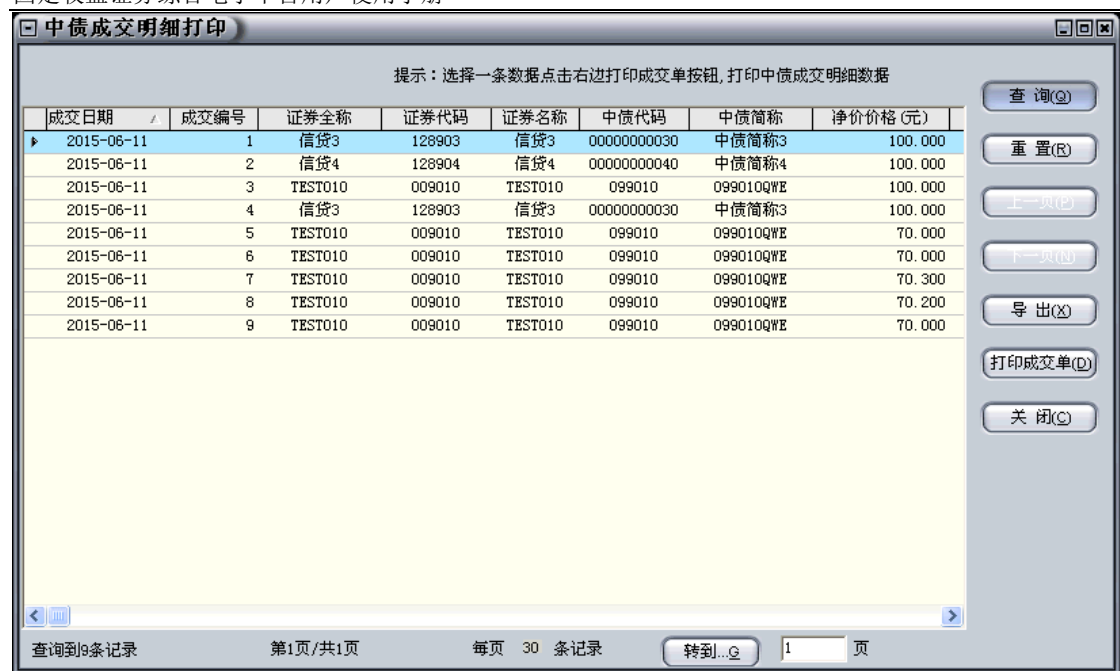 中债成交明细打印
提示：选择一条数据点击右边打印成交单按钮，打印中债成交明细数据
查 询(Q)
成交日期 成交编号 证券全称 证券代码 证券名称 中债代码 中债简称 净价价格(元)
2015-06-11 1 信贷3 128903 信贷3 00000000030 中债简称3 100.000
重 置(R)
2015-06-11 2 信贷4 128904 信贷4 00000000040 中债简称4 100.000
2015-06-11 3 TEST010 009010 TEST010 099010 099010QWE 100.000
上一页(P)
2015-06-11 4 信贷3 128903 信贷3 00000000030 中债简称3 100.000
2015-06-11 5 TEST010 009010 TEST010 099010 099010QWE 70.000
2015-06-11 6 TEST010 009010 TEST010 099010 099010QWE 70.000
下一页(N)
2015-06-11 7 TEST010 009010 TEST010 099010 099010QWE 70.300
2015-06-11 8 TEST010 009010 TEST010 099010 099010QWE 70.200
导 出(X)
2015-06-11 9 TEST010 009010 TEST010 099010 099010QWE 70.000
打印成交单(D)
关 闭(C)
查询到9条记录 第1页/共1页 每页 30 条记录 转到...G 1 页